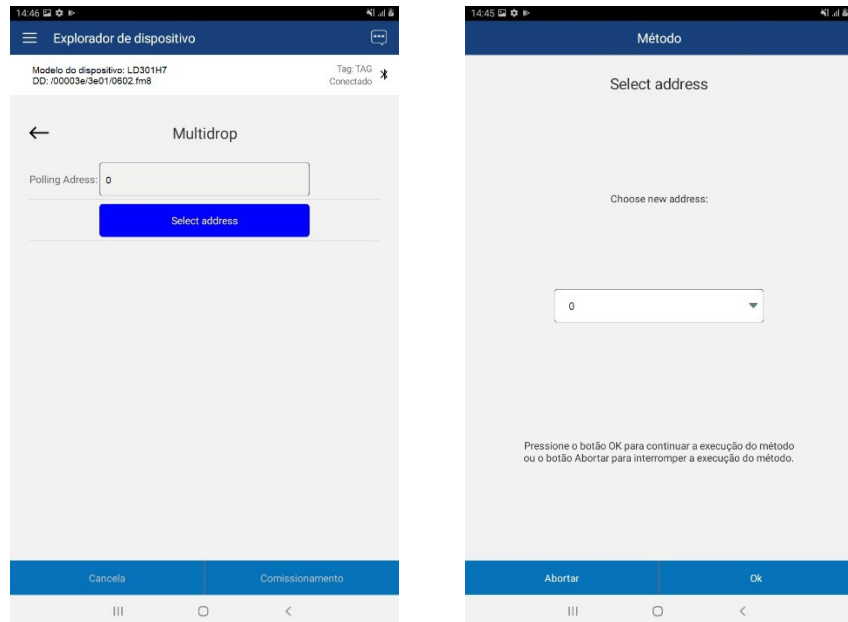 14:46
Explorador de dispositivo
Modelo do dispositivo: LD301H7
DD: /00003e/3e01/0602.fm8
Tag: TAG
Conectado
Multidrop
Polling Adress: 0
Select address
Cancela Comissionamento
14:45
Método
Select address
Choose new address:
0
Pressione o botão OK para continuar a execução do método
ou o botão Abortar para interromper a execução do método.
Abortar Ok